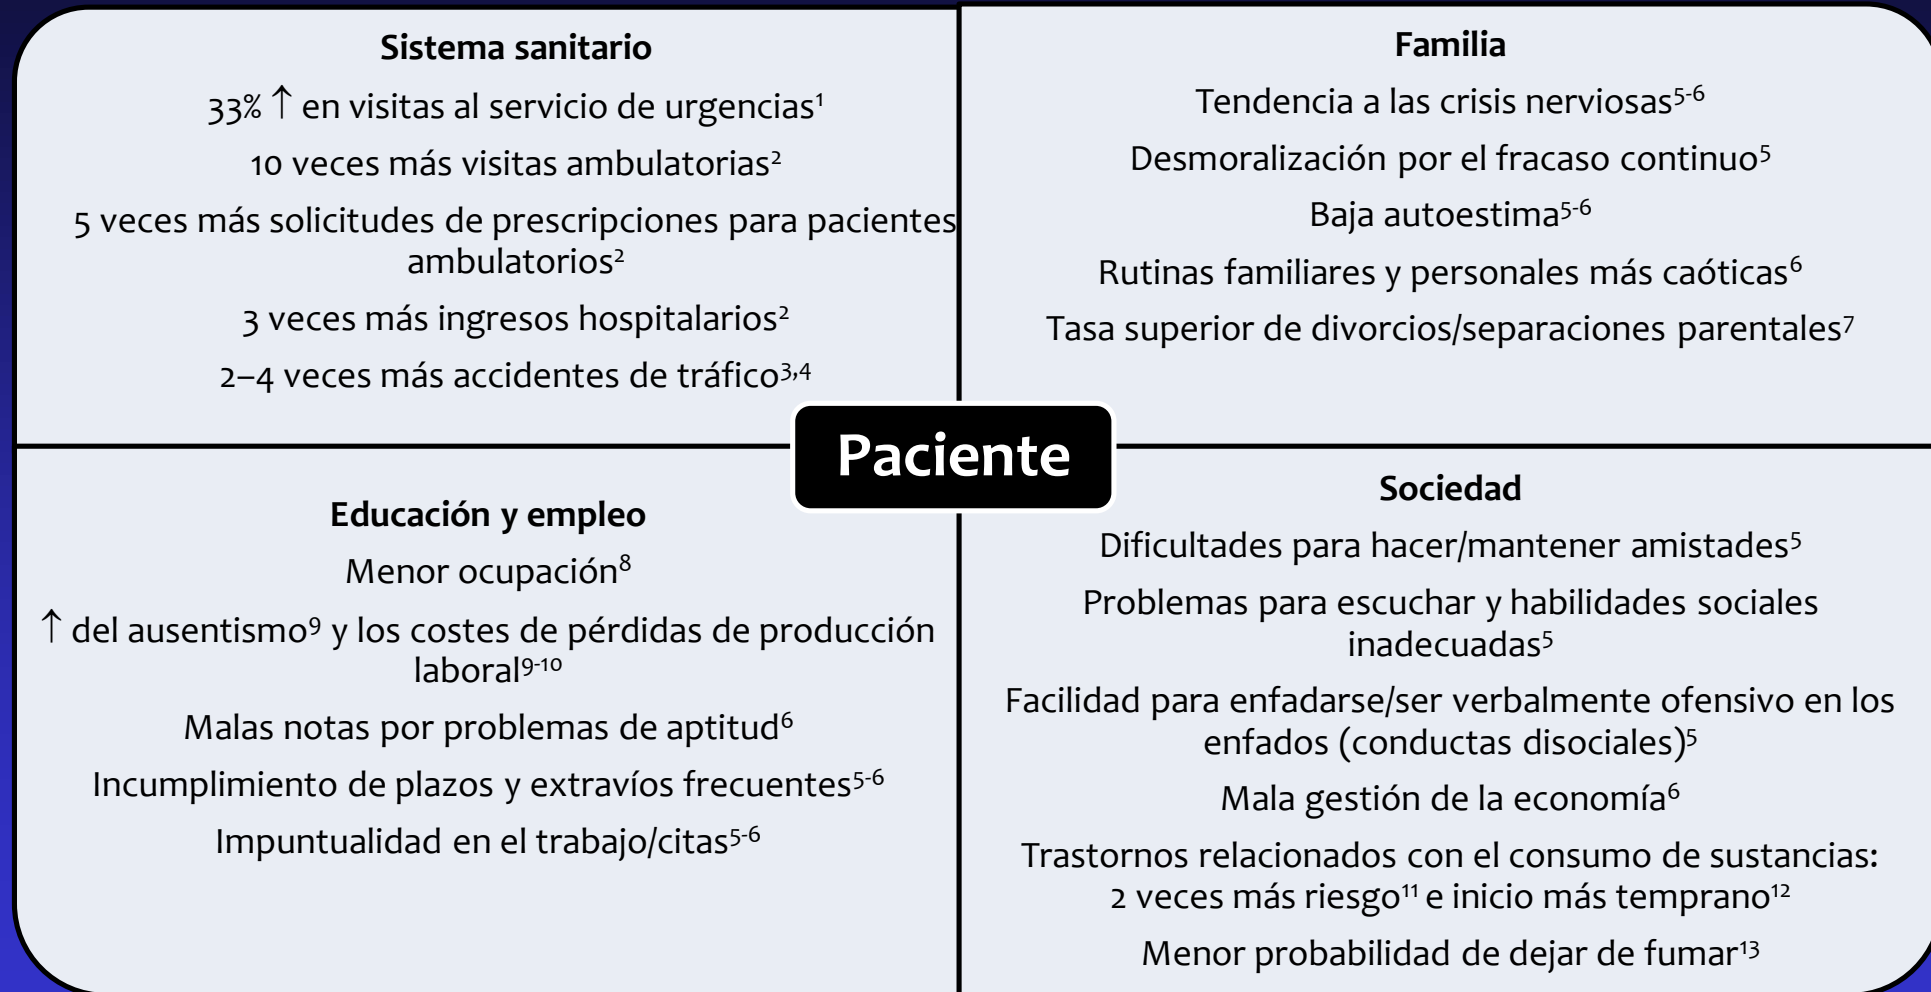 Sistema sanitario
33% ↑ en visitas al servicio de urgencias¹
10 veces más visitas ambulatorias²
5 veces más solicitudes de prescripciones para pacientes
ambulatorios²
3 veces más ingresos hospitalarios²
2–4 veces más accidentes de tráfico³,⁴
Familia
Tendencia a las crisis nerviosas⁵⁻⁶
Desmoralización por el fracaso continuo⁵
Baja autoestima⁵⁻⁶
Rutinas familiares y personales más caóticas⁶
Tasa superior de divorcios/separaciones parentales⁷
Paciente
Educación y empleo
Menor ocupación⁸
↑ del ausentismo⁹ y los costes de pérdidas de producción
laboral⁹⁻¹⁰
Malas notas por problemas de aptitud⁶
Incumplimiento de plazos y extravíos frecuentes⁵⁻⁶
Impuntualidad en el trabajo/citas⁵⁻⁶
Sociedad
Dificultades para hacer/mantener amistades⁵
Problemas para escuchar y habilidades sociales
inadecuadas⁵
Facilidad para enfadarse/ser verbalmente ofensivo en los
enfados (conductas disociales)⁵
Mala gestión de la economía⁶
Trastornos relacionados con el consumo de sustancias:
2 veces más riesgo¹¹ e inicio más temprano¹²
Menor probabilidad de dejar de fumar¹³